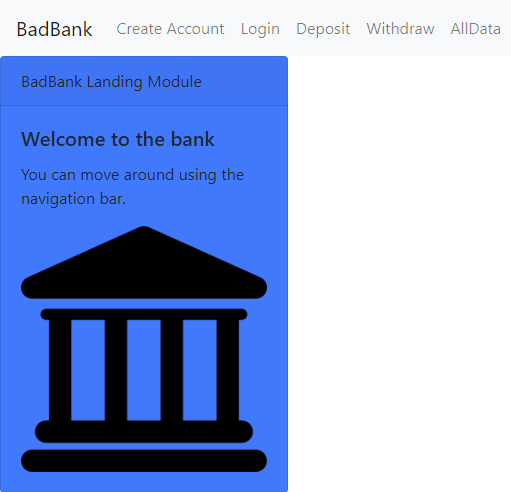 BadBank Create Account Login Deposit Withdraw AllData
BadBank Landing Module
Welcome to the bank
You can move around using the
navigation bar.